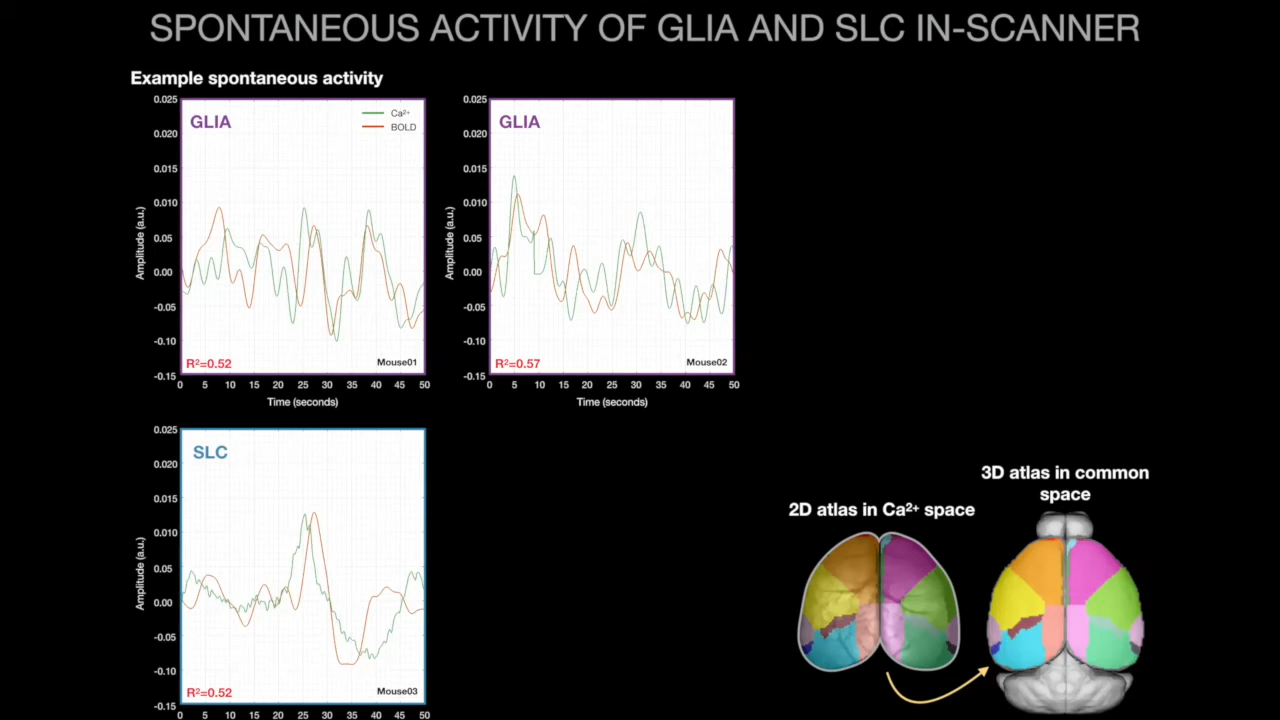 SPONTANEOUS ACTIVITY OF GLIA AND SLC IN-SCANNER
Example spontaneous activity
0.025
0.020
0.015
0.010
0.05
0.00
-0.05
-0.10
-0.15
Amplitude (a.u.)
GLIA
Ca²⁺
BOLD
R²=0.52
Mouse01
0 5 10 15 20 25 30 35 40 45 50
Time (seconds)
0.025
0.020
0.015
0.010
0.05
0.00
-0.05
-0.10
-0.15
Amplitude (a.u.)
GLIA
R²=0.57
Mouse02
0 5 10 15 20 25 30 35 40 45 50
Time (seconds)
0.025
0.020
0.015
0.010
0.05
0.00
-0.05
-0.10
-0.15
Amplitude (a.u.)
SLC
R²=0.52
Mouse03
0 5 10 15 20 25 30 35 40 45 50
2D atlas in Ca²⁺ space
3D atlas in common
space